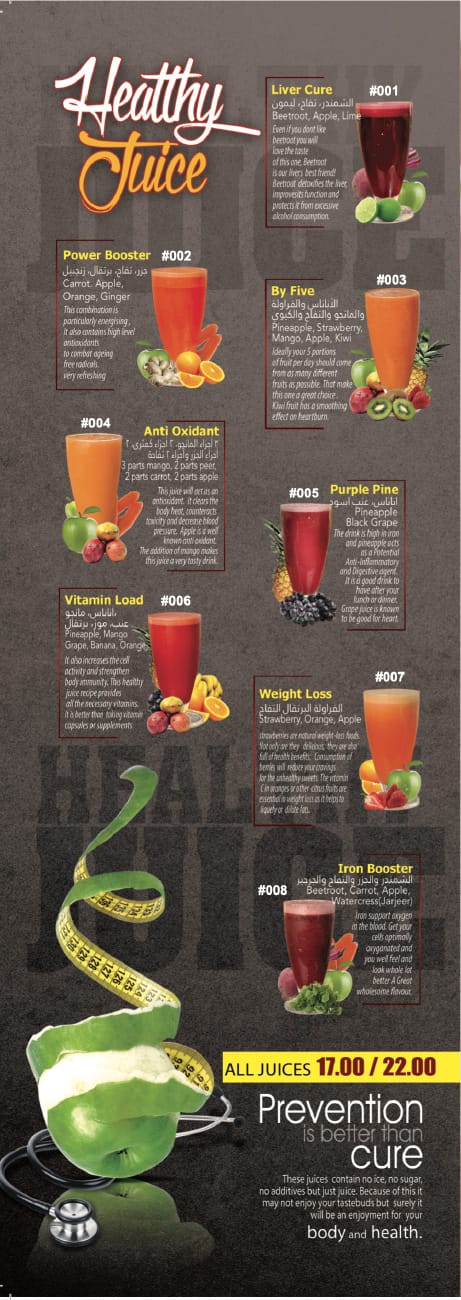 Healthy
Juice
Liver Cure
#001
الشمندر، تفاح، ليمون
Beetroot, Apple, Lime
Even if you dont like
beetroot you will
love the taste
of this one, Beetroot
is our livers best friend!
Beetroot detoxifies the liver,
improvesits function and
protects it from excessive
alcohol consumption.
Power Booster
#002
جزر، تفاح، برتقال، زنجبيل
Carrot. Apple,
Orange, Ginger
This combination is
particularly energising,
it also contains high level
antioxidants
to combat ageing
free radicals.
very refreshing
#003
By Five
الأناناس والفراولة
والمانجو والتفاح والكيوي
Pineapple, Strawberry,
Mango, Apple, Kiwi
Ideally your 5 portions
of fruit per day should come
from as many different
fruits as possible. That make
this one a great choice.
Kiwi fruit has a smoothing
effect on heartburn.
#004
Anti Oxidant
٢ أجزاء المانجو، ٢ أجزاء كمثرى، ٢
أجزاء الجزر وأجزاء ٢ تفاحة
3 parts mango, 2 parts peer,
2 parts carrot, 2 parts apple
This juice will act as an
antioxidant. It clears the
body heat, counteracts
toxicity and decrease blood
pressure. Apple is a well
known anti oxidant.
The addition of mango makes
this juice a very tasty drink.
#005
Purple Pine
أناناس، عنب أسود
Pineapple
Black Grape
The drink is high in iron
and pineapple acts
as a Potential
Anti-Inflammatory
and Digestive agent.
It is a good drink to
have after your
lunch or dinner.
Grape juice is known
to be good for heart.
Vitamin Load
#006
أناناس، مانجو
عنب، موز، برتقال
Pineapple, Mango
Grape, Banana, Orange
It also increases the cell
activity and strengthen
body immunity. This healthy
juice recipe provides
all the necessary vitamins.
It is better than taking vitamin
capsules or supplements
#007
Weight Loss
الفراولة البرتقال التفاح
Strawberry, Orange, Apple
strawberries are natural weight-loss foods.
Not only are they delicious, they are also
full of health benefits. Consumption of
berries will reduce your cravings
for the unhealthy sweets. The vitamin
C in oranges or other citrus fruits are
essential in weight loss as it helps to
liquefy or dilute fats.
Iron Booster
#008
الشمندر والجزر والتفاح والجرجير
Beetroot, Carrot, Apple,
Watercress(Jarjeer)
Iron support oxygen
in the blood. Get your
cells optimally
oxyganated and
you well feel and
look whole lot
better A Great
wholesome flavour.
HEALTHY
JUICE
ALL JUICES 17.00 / 22.00
Prevention
is better than
cure
These juices contain no ice, no sugar,
no additives but just juice. Because of this it
may not enjoy your tastebuds but surely it
will be an enjoyment for your
body and health.